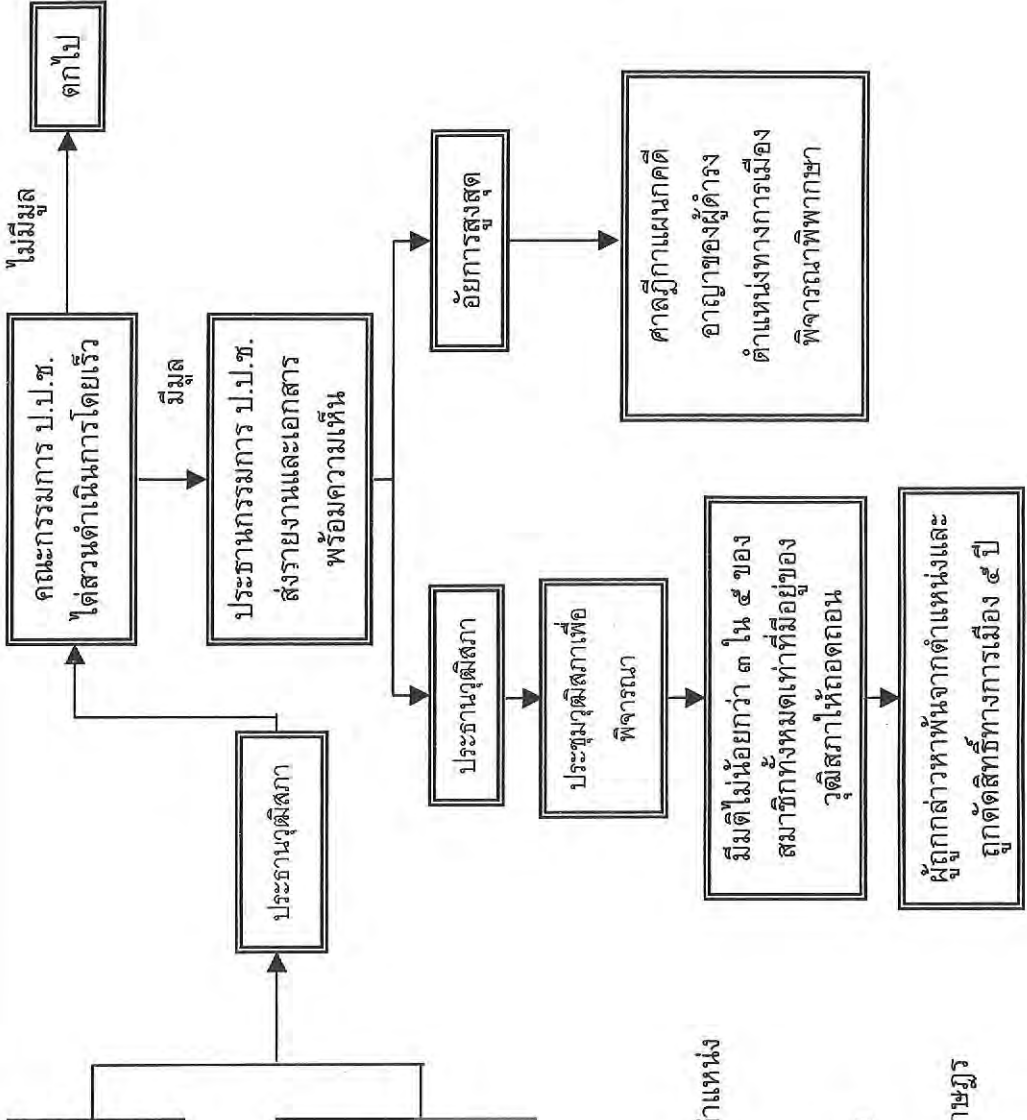 ไม่มีมูล
ตกไป
คณะกรรมการ ป.ป.ช.
ไต่สวนดำเนินการโดยเร็ว
มีมูล
ประธานกรรมการ ป.ป.ช.
ส่งรายงานและเอกสาร
พร้อมความเห็น
ประธานวุฒิสภา
อัยการสูงสุด
ศาลฎีกาแผนกคดี
อาญาของผู้ดำรง
ตำแหน่งทางการเมือง
พิจารณาพิพากษา
ประธานวุฒิสภา
ประชุมวุฒิสภาเพื่อ
พิจารณา
มีมติไม่น้อยกว่า ๓ ใน ๕ ของ
สมาชิกทั้งหมดเท่าที่มีอยู่ของ
วุฒิสภาให้ถอดถอน
ผู้ถูกกล่าวหาพ้นจากตำแหน่งและ
ถูกตัดสิทธิ์ทางการเมือง ๕ ปี